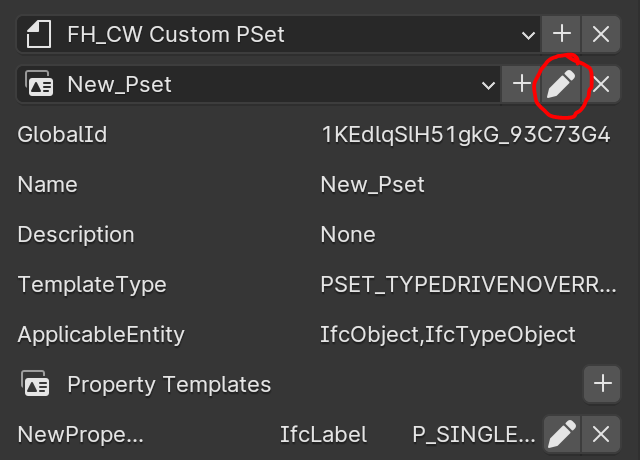 FH_CW Custom PSet
New_Pset
GlobalId 1KEdlqSlH51gkG_93C73G4
Name New_Pset
Description None
TemplateType PSET_TYPEDRIVENOVERR...
ApplicableEntity IfcObject,IfcTypeObject
Property Templates
NewPrope... IfcLabel P_SINGLE...